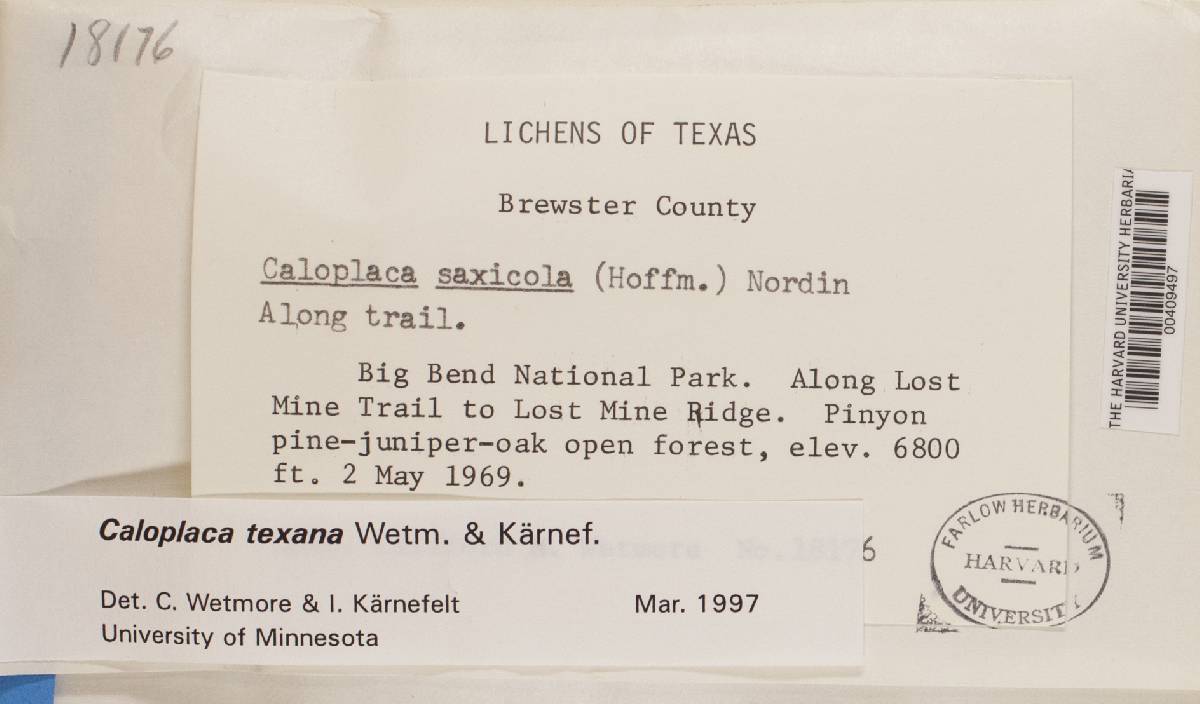 18176
LICHENS OF TEXAS
Brewster County
Caloplaca saxicola (Hoffm.) Nordin
Along trail.
Big Bend National Park. Along Lost
Mine Trail to Lost Mine Ridge. Pinyon
pine-juniper-oak open forest, elev. 6800
ft. 2 May 1969.
Wetmore No. 18176
Caloplaca texana Wetm. & Kärnef.
Det. C. Wetmore & I. Kärnefelt Mar. 1997
University of Minnesota
FARLOW HERBARIUM
HARVARD
UNIVERSITY
THE HARVARD UNIVERSITY HERBARIA
00409497